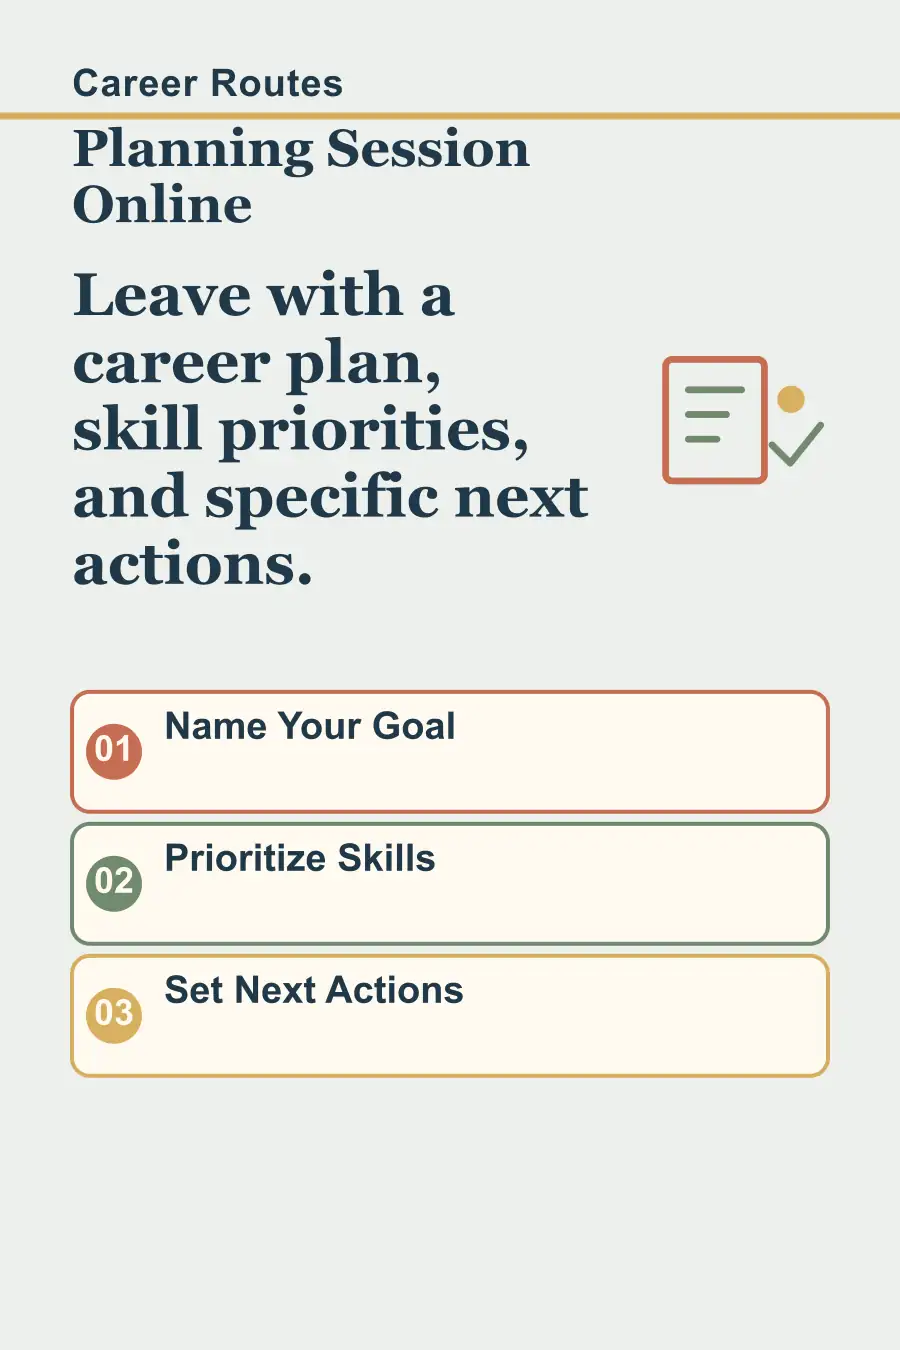 Career Routes
Planning Session
Online
Leave with a
career plan,
skill priorities,
and specific next
actions.
01
Name Your Goal
02
Prioritize Skills
03
Set Next Actions